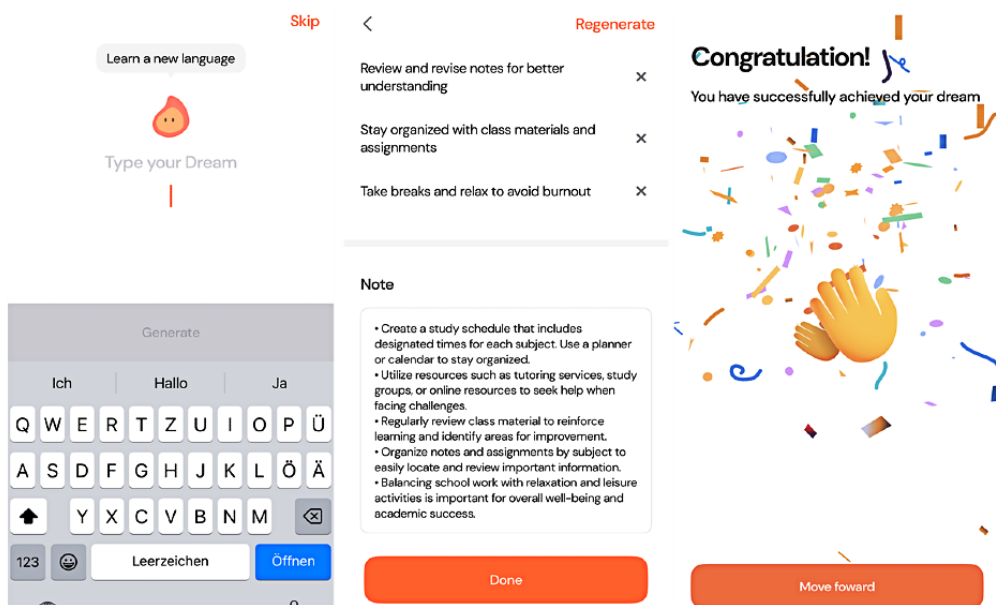 Skip
Learn a new language
Type your Dream
Generate
Ich Hallo Ja
Q W E R T Z U I O P Ü
A S D F G H J K L Ö Ä
Y X C V B N M
123 Leerzeichen Öffnen
Regenerate
Review and revise notes for better
understanding
Stay organized with class materials and
assignments
Take breaks and relax to avoid burnout
Note
• Create a study schedule that includes
designated times for each subject. Use a planner
or calendar to stay organized.
• Utilize resources such as tutoring services, study
groups, or online resources to seek help when
facing challenges.
• Regularly review class material to reinforce
learning and identify areas for improvement.
• Organize notes and assignments by subject to
easily locate and review important information.
• Balancing school work with relaxation and leisure
activities is important for overall well-being and
academic success.
Done
Congratulation!
You have successfully achieved your dream
Move foward